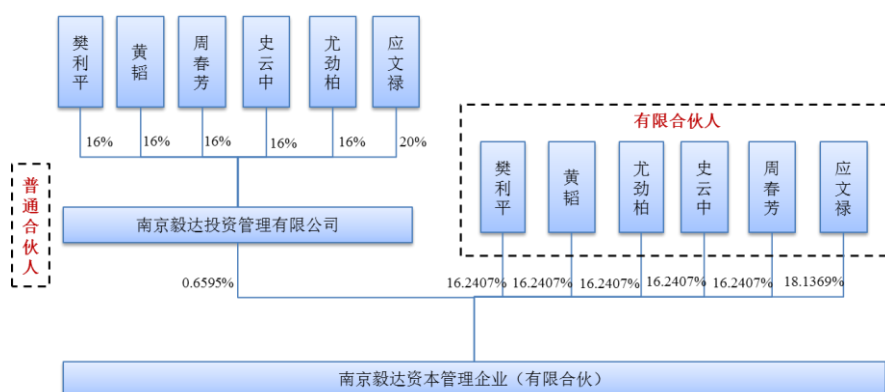 樊利平
黄韬
周春芳
史云中
尤劲柏
应文禄
16%
16%
16%
16%
16%
20%
普通合伙人
南京毅达投资管理有限公司
0.6595%
有限合伙人
樊利平
黄韬
尤劲柏
史云中
周春芳
应文禄
16.2407%
16.2407%
16.2407%
16.2407%
16.2407%
18.1369%
南京毅达资本管理企业（有限合伙）